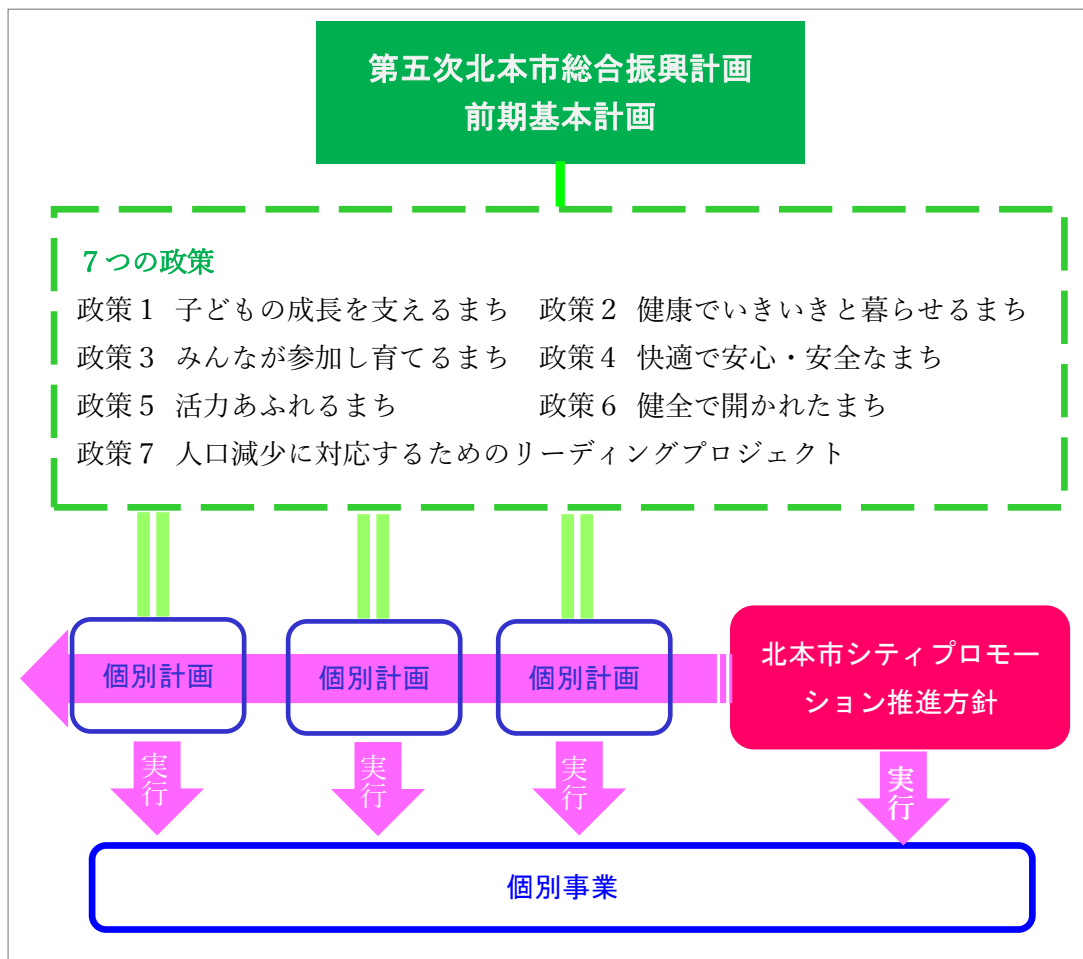 第五次北本市総合振興計画
前期基本計画
７つの政策
政策１ 子どもの成長を支えるまち 政策２ 健康でいきいきと暮らせるまち
政策３ みんなが参加し育てるまち 政策４ 快適で安心・安全なまち
政策５ 活力あふれるまち 政策６ 健全で開かれたまち
政策７ 人口減少に対応するためのリーディングプロジェクト
個別計画
個別計画
個別計画
北本市シティプロモー
ション推進方針
実行
実行
実行
実行
個別事業